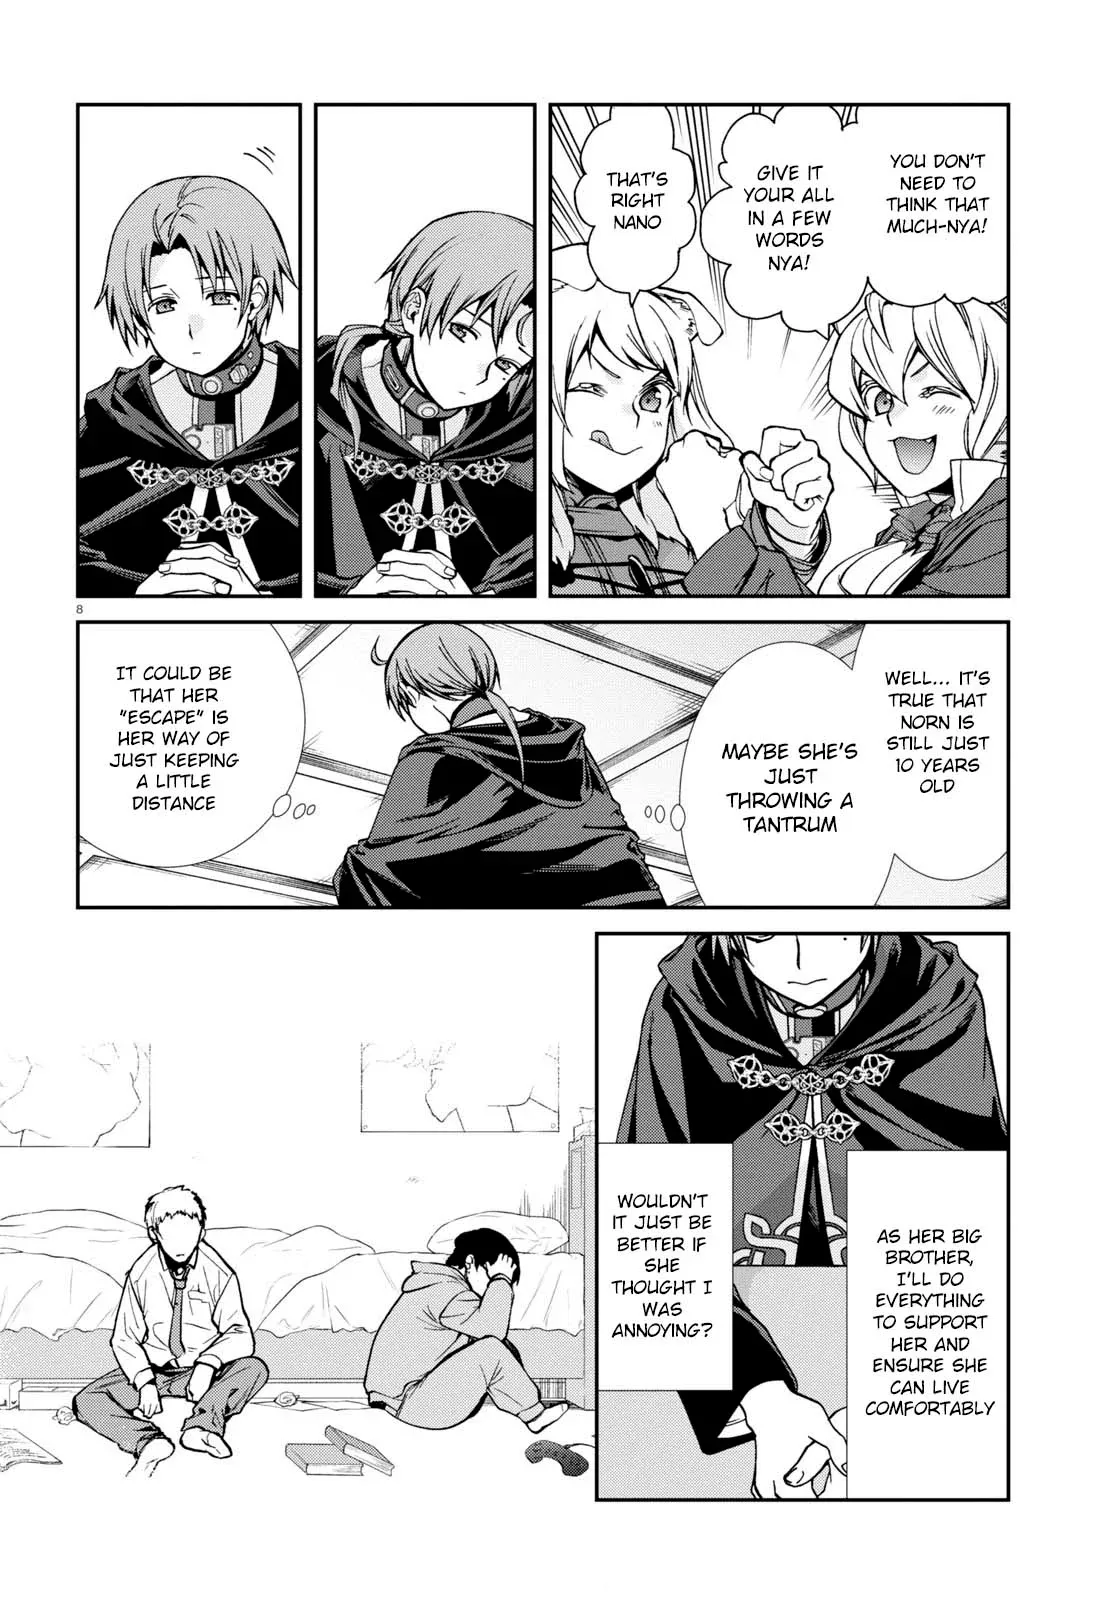 YOU DON'T
NEED TO
THINK THAT
MUCH-NYA!
GIVE IT
YOUR ALL
IN A FEW
WORDS
NYA!
THAT'S
RIGHT
NANO
8
WELL... IT'S
TRUE THAT
NORN IS
STILL JUST
10 YEARS
OLD
MAYBE SHE'S
JUST
THROWING A
TANTRUM
IT COULD BE
THAT HER
"ESCAPE" IS
HER WAY OF
JUST KEEPING
A LITTLE
DISTANCE
AS HER BIG
BROTHER,
I'LL DO
EVERYTHING
TO SUPPORT
HER AND
ENSURE SHE
CAN LIVE
COMFORTABLY
WOULDN'T
IT JUST BE
BETTER IF
SHE
THOUGHT I
WAS
ANNOYING?